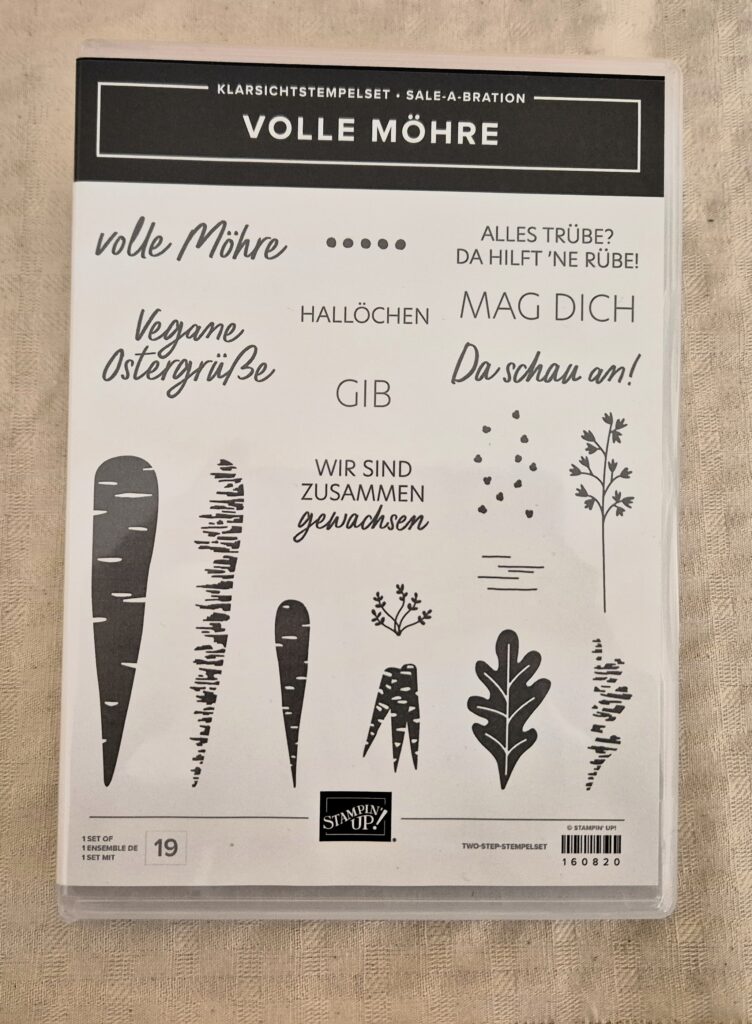 KLARSICHTSTEMPELSET • SALE-A-BRATION
VOLLE MÖHRE
volle Möhre
ALLES TRÜBE?
DA HILFT 'NE RÜBE!
HALLÖCHEN
MAG DICH
Vegane
Ostergrüße
Da schau an!
GIB
WIR SIND
ZUSAMMEN
gewachsen
STAMPIN'
UP!
1 SET OF
1 ENSEMBLE DE
1 SET MIT
19
TWO-STEP-STEMPELSET
© STAMPIN' UP!
160820